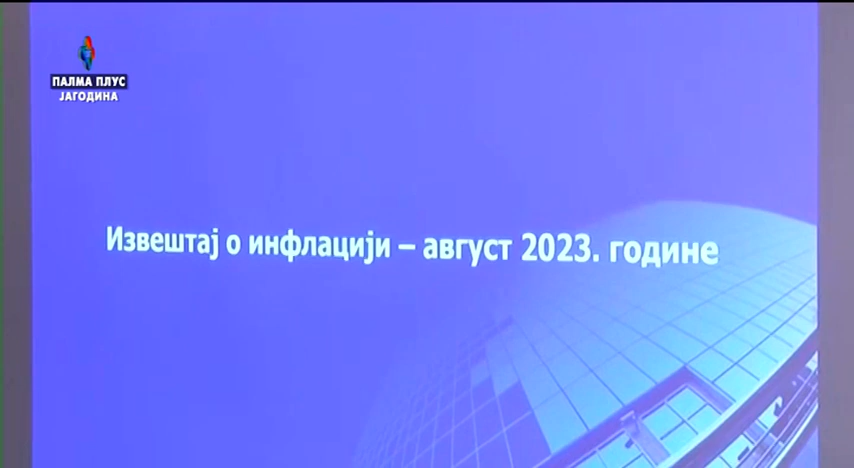 ПАЛМА ПЛУС
ЈАГОДИНА
Извештај о инфлацији – август 2023. године